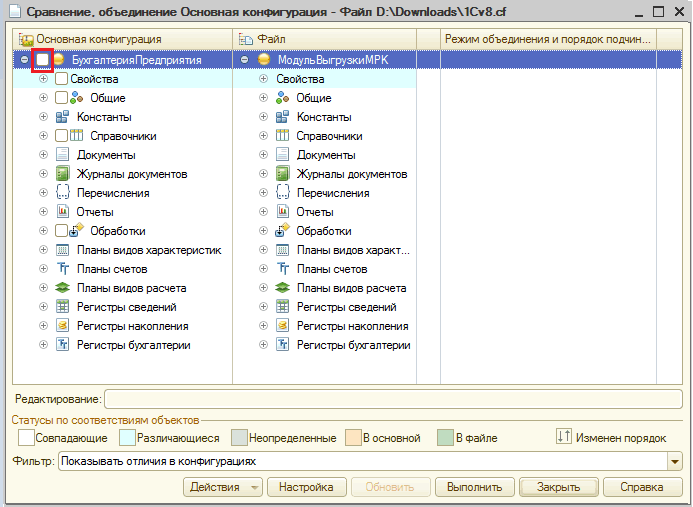 Сравнение, объединение Основная конфигурация - Файл D:\Downloads\1Cv8.cf
Основная конфигурация Файл Режим объединения и порядок подчин...
БухгалтерияПредприятия МодульВыгрузкиМРК
Свойства Свойства
Общие Общие
Константы Константы
Справочники Справочники
Документы Документы
Журналы документов Журналы документов
Перечисления Перечисления
Отчеты Отчеты
Обработки Обработки
Планы видов характеристик Планы видов характ...
Планы счетов Планы счетов
Планы видов расчета Планы видов расчета
Регистры сведений Регистры сведений
Регистры накопления Регистры накопления
Регистры бухгалтерии Регистры бухгалтерии
Редактирование:
Статусы по соответствиям объектов
Совпадающие Различающиеся Неопределенные В основной В файле Изменен порядок
Фильтр: Показывать отличия в конфигурациях
Действия Настройка Обновить Выполнить Закрыть Справка